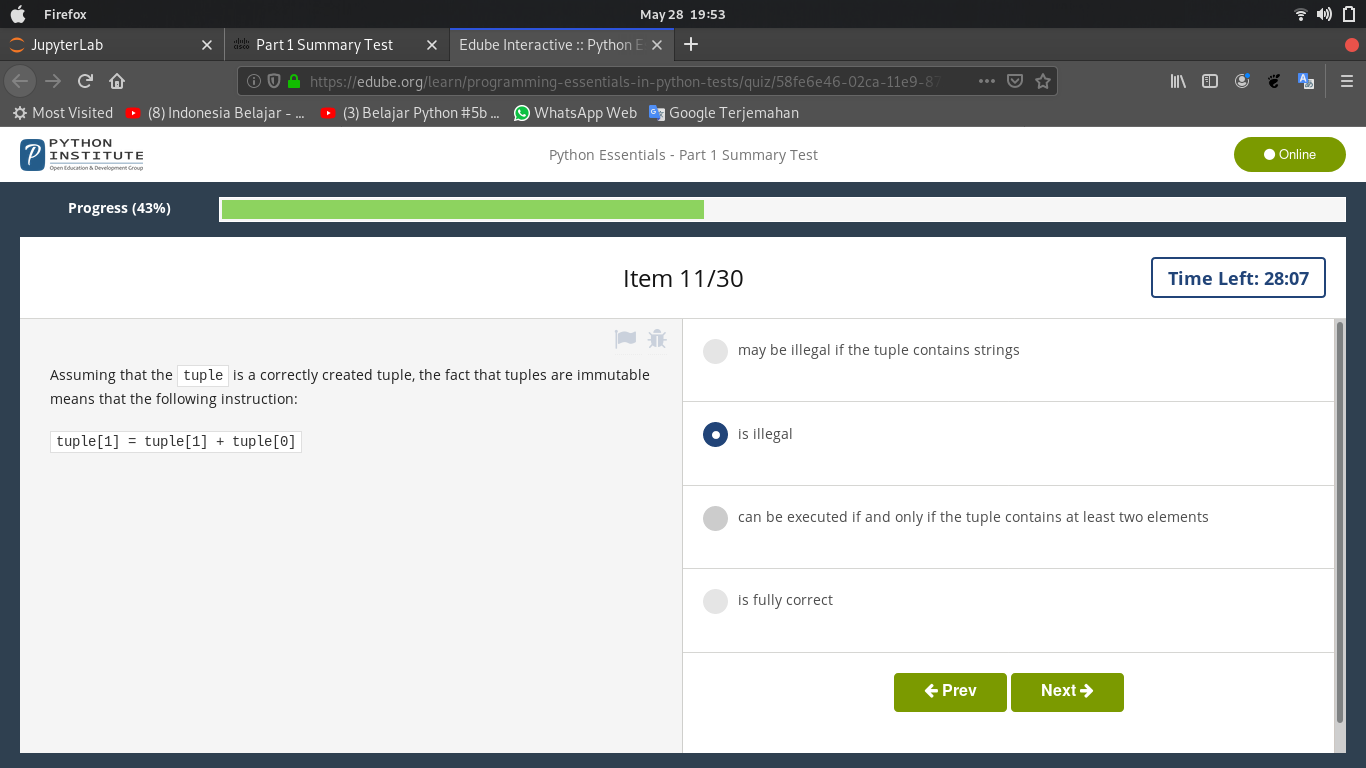 Firefox
May 28 19:53
JupyterLab
cisco Part 1 Summary Test
Edube Interactive :: Python E
https://edube.org/learn/programming-essentials-in-python-tests/quiz/58fe6e46-02ca-11e9-87
Most Visited
(8) Indonesia Belajar - ...
(3) Belajar Python #5b ...
WhatsApp Web
Google Terjemahan
PYTHON
INSTITUTE
Open Education & Development Group
Python Essentials - Part 1 Summary Test
Online
Progress (43%)
Item 11/30
Time Left: 28:07
Assuming that the tuple is a correctly created tuple, the fact that tuples are immutable
means that the following instruction:
tuple[1] = tuple[1] + tuple[0]
may be illegal if the tuple contains strings
is illegal
can be executed if and only if the tuple contains at least two elements
is fully correct
Prev
Next